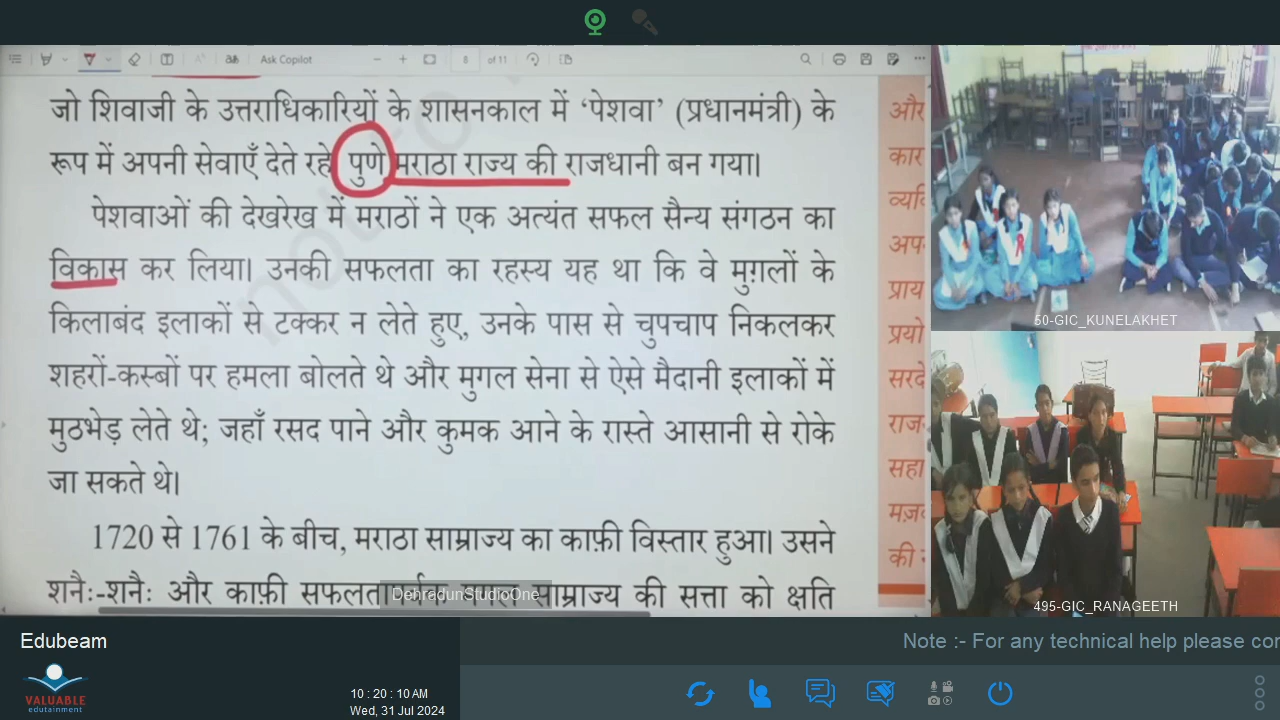 Ask Copilot
8 of 11
जो शिवाजी के उत्तराधिकारियों के शासनकाल में ‘पेशवा’ (प्रधानमंत्री) के
रूप में अपनी सेवाएँ देते रहे पुणे मराठा राज्य की राजधानी बन गया।
पेशवाओं की देखरेख में मराठों ने एक अत्यंत सफल सैन्य संगठन का
विकास कर लिया। उनकी सफलता का रहस्य यह था कि वे मुग़लों के
किलाबंद इलाकों से टक्कर न लेते हुए, उनके पास से चुपचाप निकलकर
शहरों-कस्बों पर हमला बोलते थे और मुगल सेना से ऐसे मैदानी इलाकों में
मुठभेड़ लेते थे; जहाँ रसद पाने और कुमक आने के रास्ते आसानी से रोके
जा सकते थे।
1720 से 1761 के बीच, मराठा साम्राज्य का काफ़ी विस्तार हुआ। उसने
शनैः-शनैः और काफ़ी सफलतापूर्वक मुग़ल साम्राज्य की सत्ता को क्षति
DehradunStudioOne
और
कार
व्यि
अप
प्राय
प्रयो
सरदे
राज
सहा
मज़
की
50-GIC_KUNELAKHET
495-GIC_RANAGEETH
Edubeam
Note :- For any technical help please con
VALUABLE
edutainment
10 : 20 : 10 AM
Wed, 31 Jul 2024